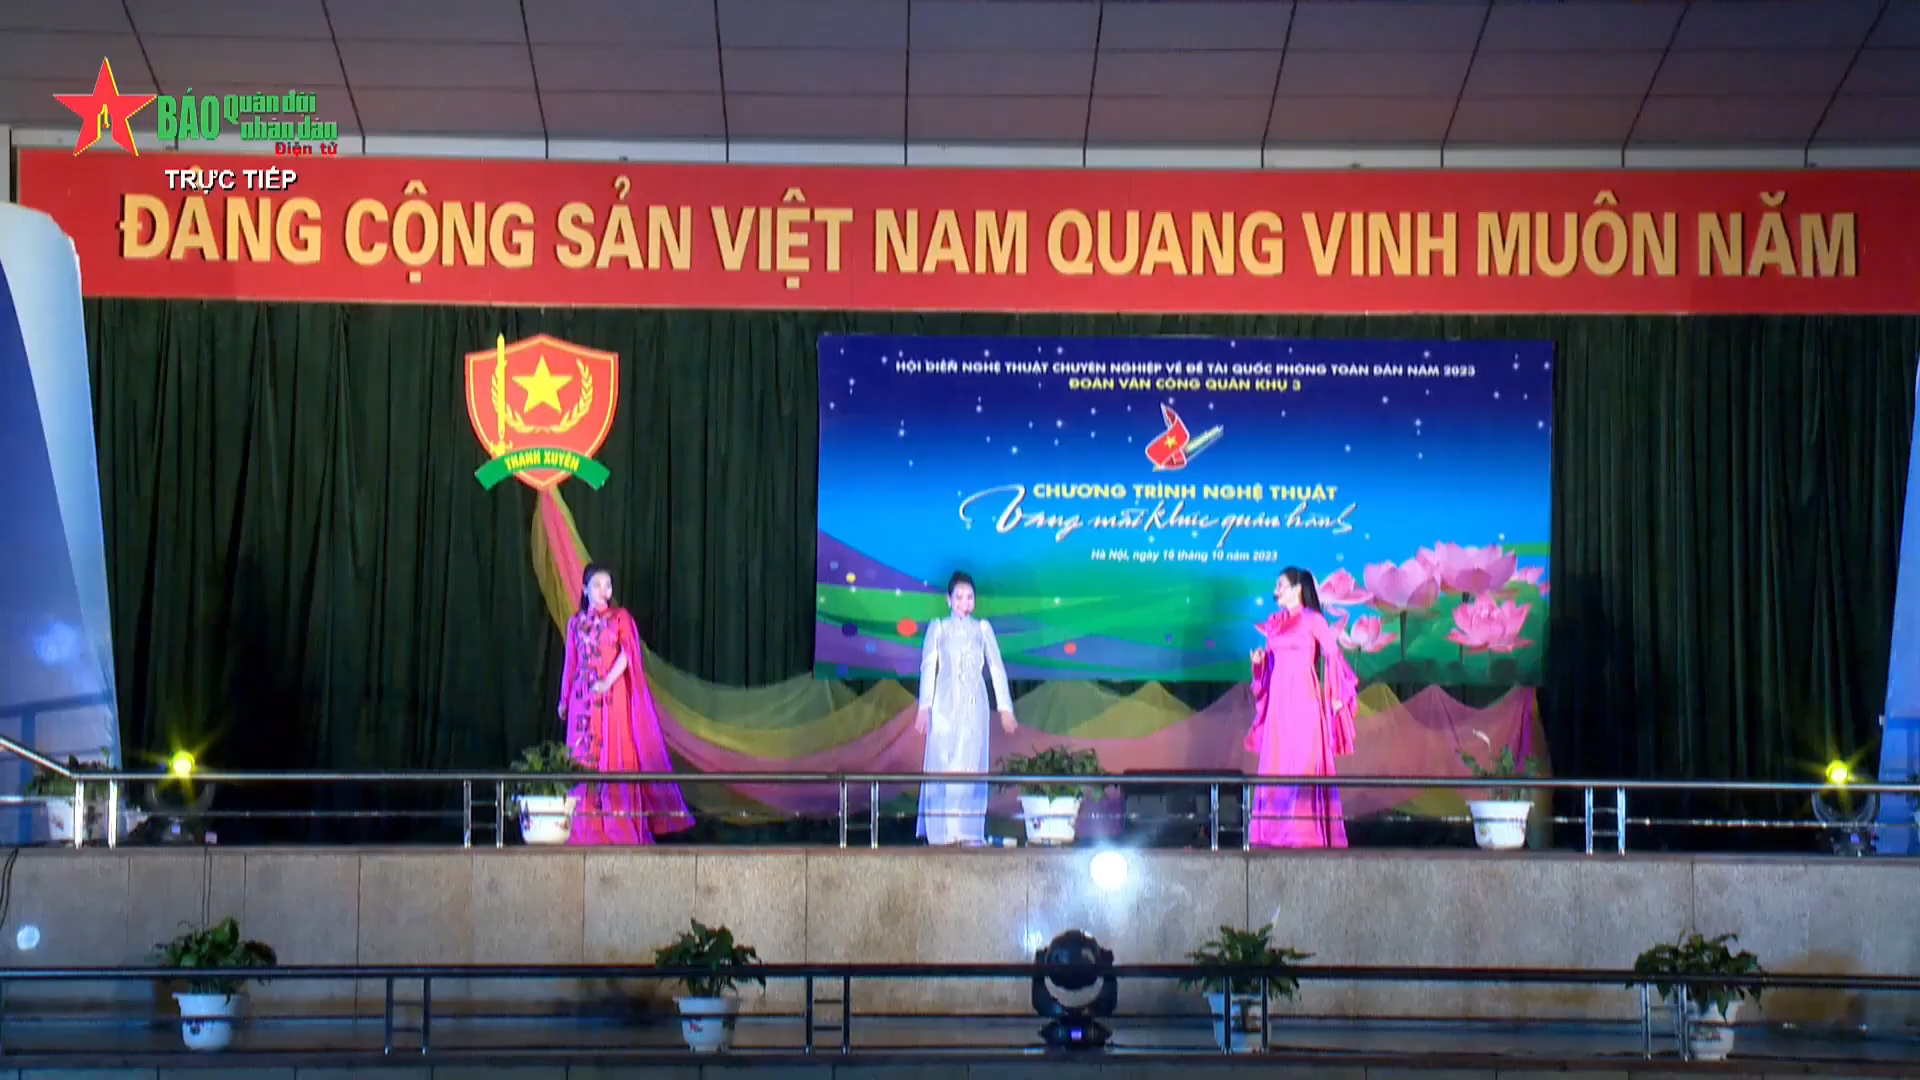 BÁO Quân đội
nhân dân
Điện tử
TRỰC TIẾP
ĐẢNG CỘNG SẢN VIỆT NAM QUANG VINH MUÔN NĂM
THANH XUYÊN
HỘI DIỄN NGHỆ THUẬT CHUYÊN NGHIỆP VỀ ĐỀ TÀI QUỐC PHÒNG TOÀN DÂN NĂM 2023
ĐOÀN VĂN CÔNG QUÂN KHU 3
CHƯƠNG TRÌNH NGHỆ THUẬT
Vang mãi khúc quân hành
Hà Nội, ngày 16 tháng 10 năm 2023